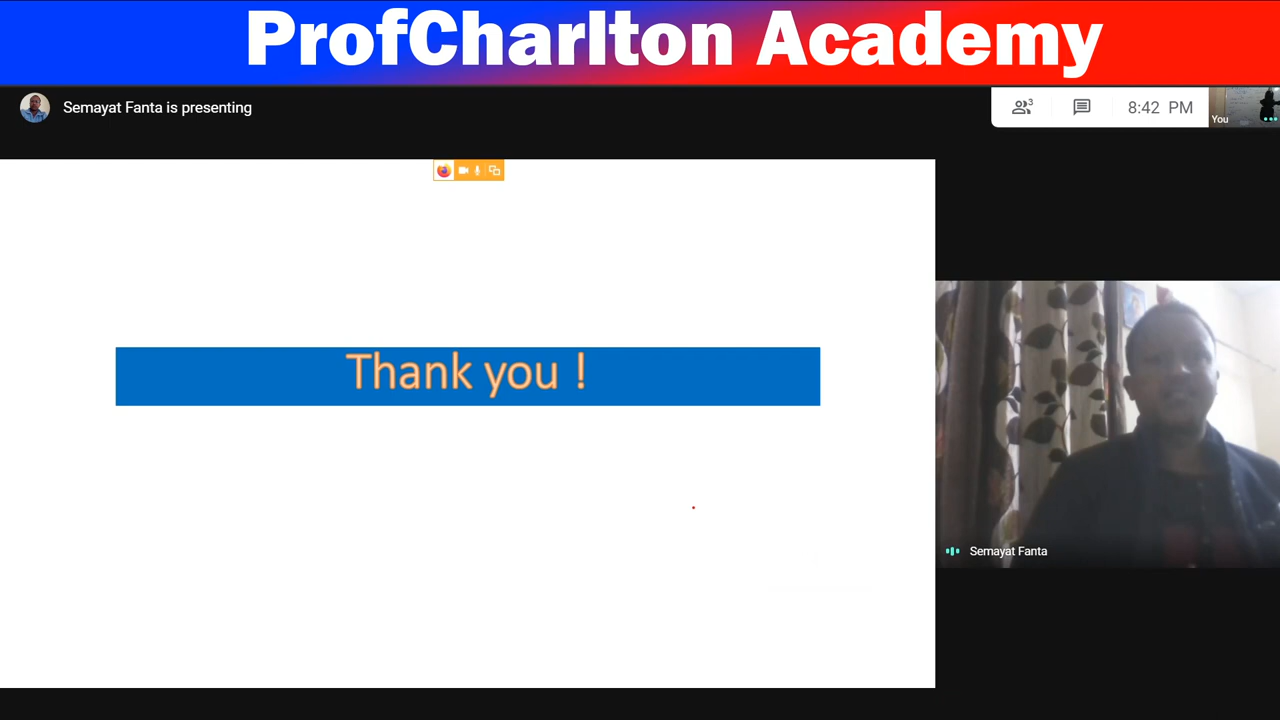 ProfCharlton Academy
Semayat Fanta is presenting
3
8:42 PM
You
Thank you !
Semayat Fanta